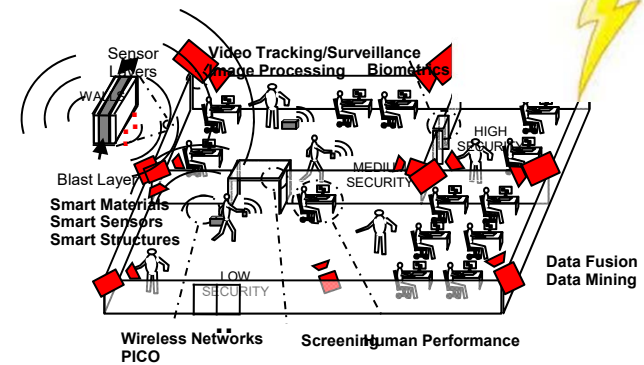 Sensor
Layers
Video Tracking/Surveillance
Image Processing
Biometrics
WALLS
HIGH
SECURITY
MEDIUM
SECURITY
Blast Layer
Smart Materials
Smart Sensors
Smart Structures
LOW
SECURITY
Data Fusion
Data Mining
Wireless Networks
PICO
Screening
Human Performance